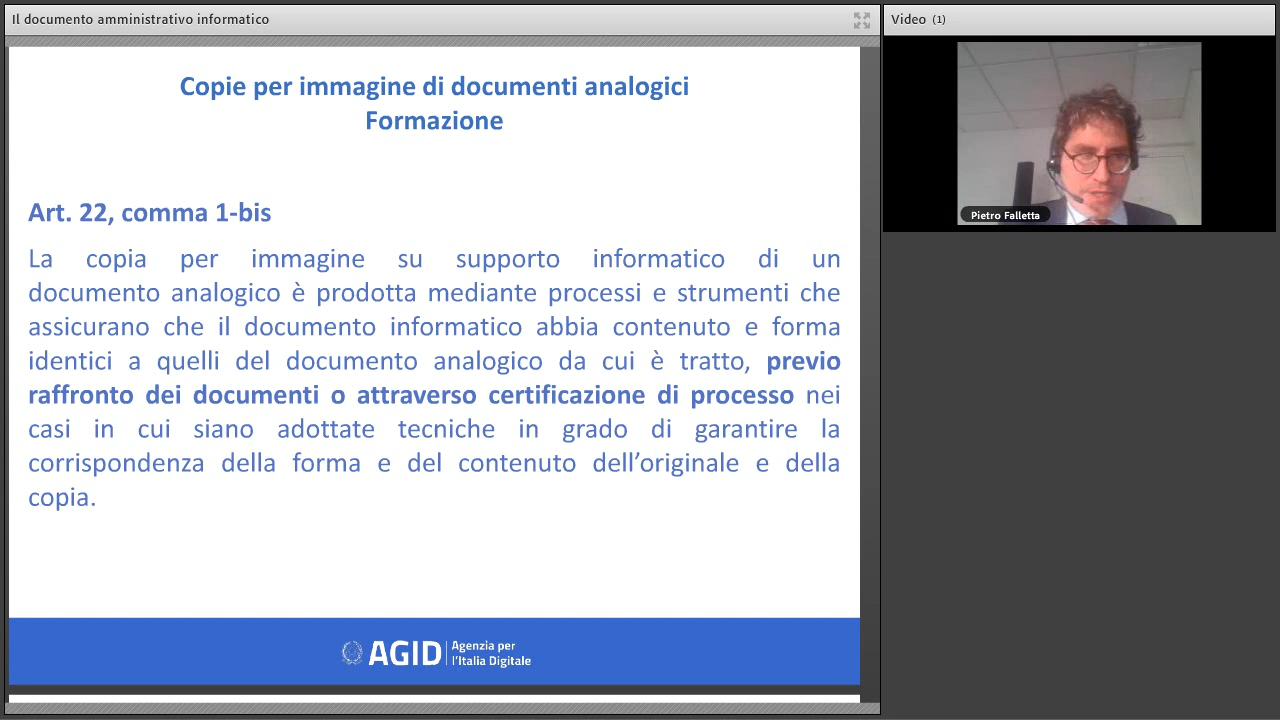 Il documento amministrativo informatico
Video (1)
Copie per immagine di documenti analogici
Formazione
Art. 22, comma 1-bis
La copia per immagine su supporto informatico di un
documento analogico è prodotta mediante processi e strumenti che
assicurano che il documento informatico abbia contenuto e forma
identici a quelli del documento analogico da cui è tratto, previo
raffronto dei documenti o attraverso certificazione di processo nei
casi in cui siano adottate tecniche in grado di garantire la
corrispondenza della forma e del contenuto dell’originale e della
copia.
AGID Agenzia per
l’Italia Digitale
Pietro Falletta